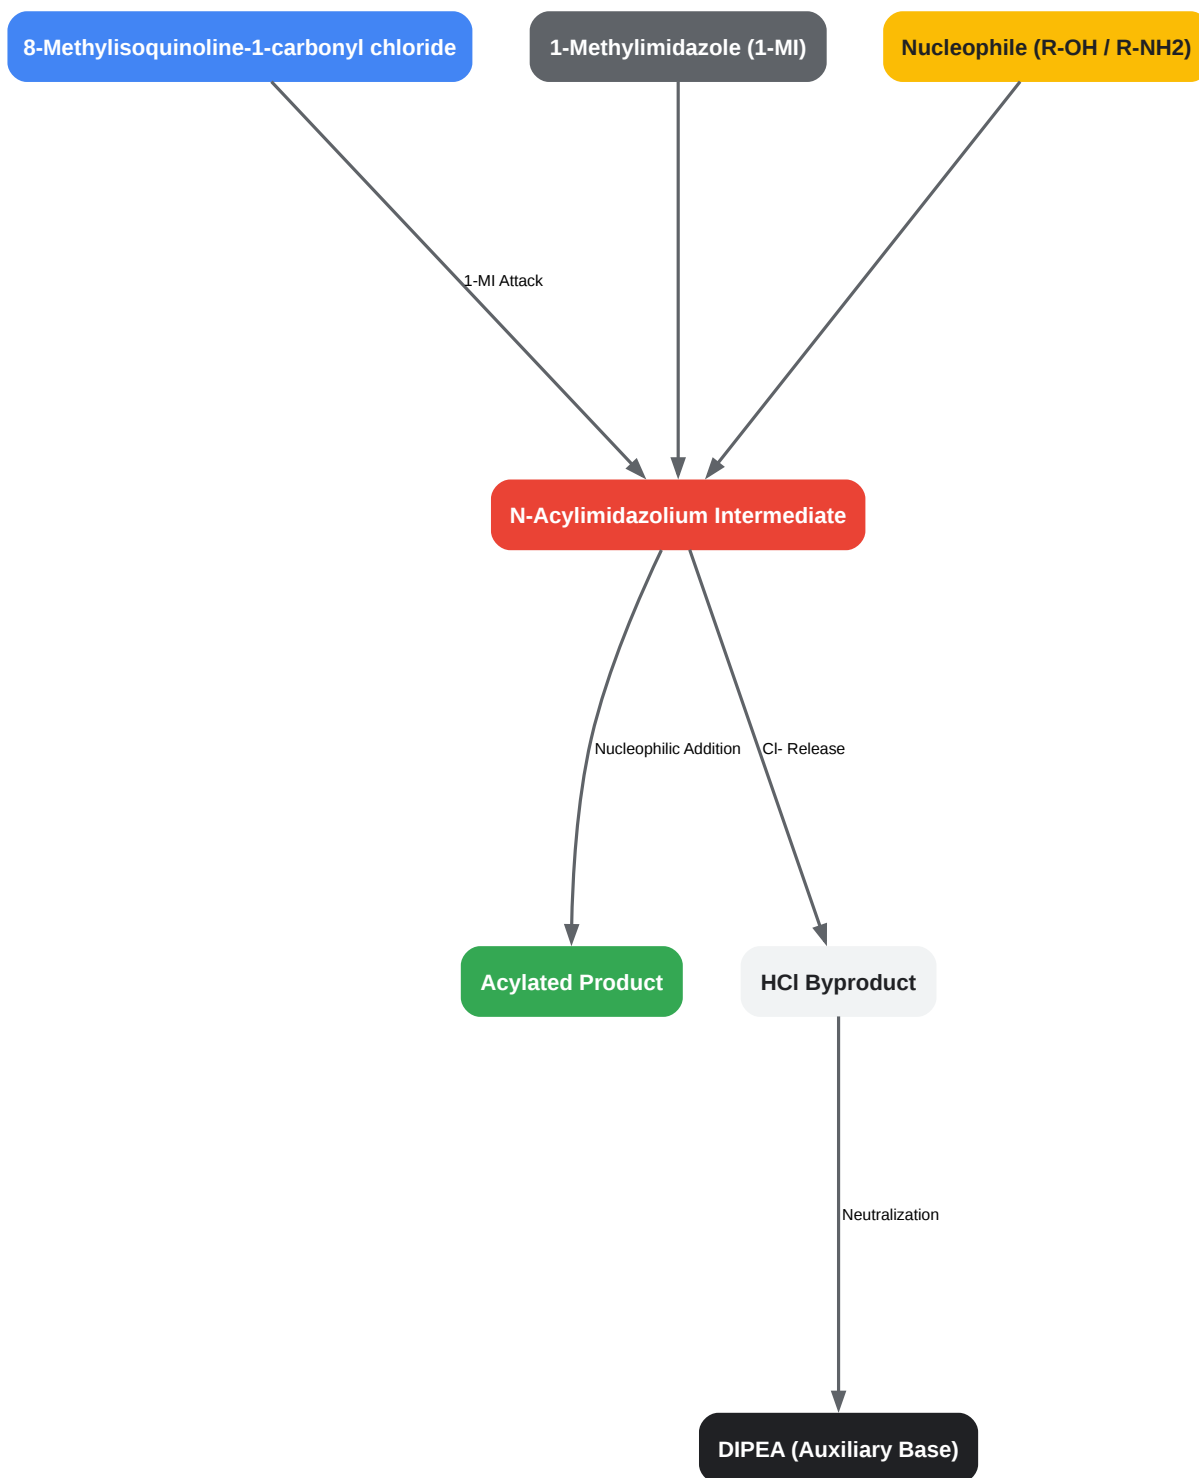 8-Methylisoquinoline-1-carbonyl chloride
1-Methylimidazole (1-MI)
Nucleophile (R-OH / R-NH2)
1-MI Attack
N-Acylimidazolium Intermediate
Nucleophilic Addition
Cl- Release
Acylated Product
HCl Byproduct
Neutralization
DIPEA (Auxiliary Base)